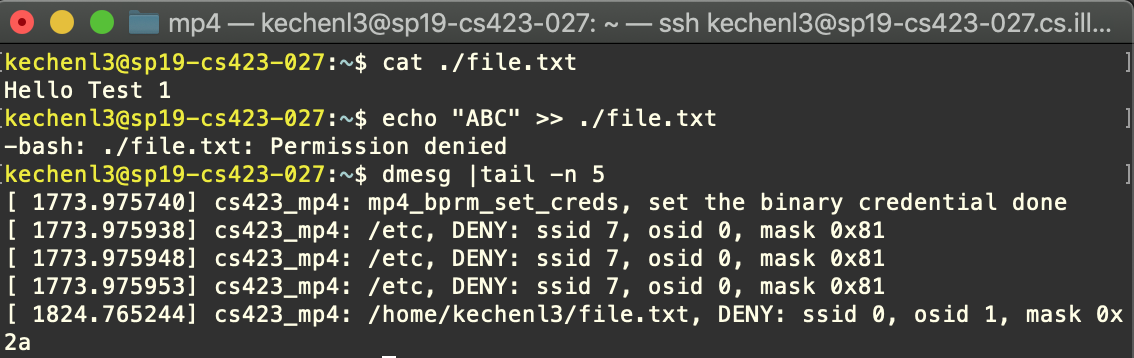 mp4 — kechenl3@sp19-cs423-027: ~ — ssh kechenl3@sp19-cs423-027.cs.ill...
[kechenl3@sp19-cs423-027:~$ cat ./file.txt ]
Hello Test 1
[kechenl3@sp19-cs423-027:~$ echo "ABC" >> ./file.txt ]
-bash: ./file.txt: Permission denied
[kechenl3@sp19-cs423-027:~$ dmesg |tail -n 5 ]
[ 1773.975740] cs423_mp4: mp4_bprm_set_creds, set the binary credential done
[ 1773.975938] cs423_mp4: /etc, DENY: ssid 7, osid 0, mask 0x81
[ 1773.975948] cs423_mp4: /etc, DENY: ssid 7, osid 0, mask 0x81
[ 1773.975953] cs423_mp4: /etc, DENY: ssid 7, osid 0, mask 0x81
[ 1824.765244] cs423_mp4: /home/kechenl3/file.txt, DENY: ssid 0, osid 1, mask 0x
2a